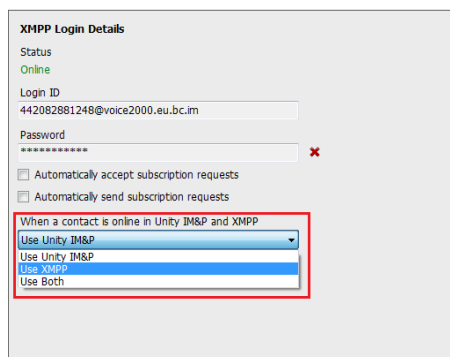 XMPP Login Details
Status
Online
Login ID
442082881248@voice2000.eu.bc.im
Password
***********
Automatically accept subscription requests
Automatically send subscription requests
When a contact is online in Unity IM&P and XMPP
Use Unity IM&P
Use Unity IM&P
Use XMPP
Use Both